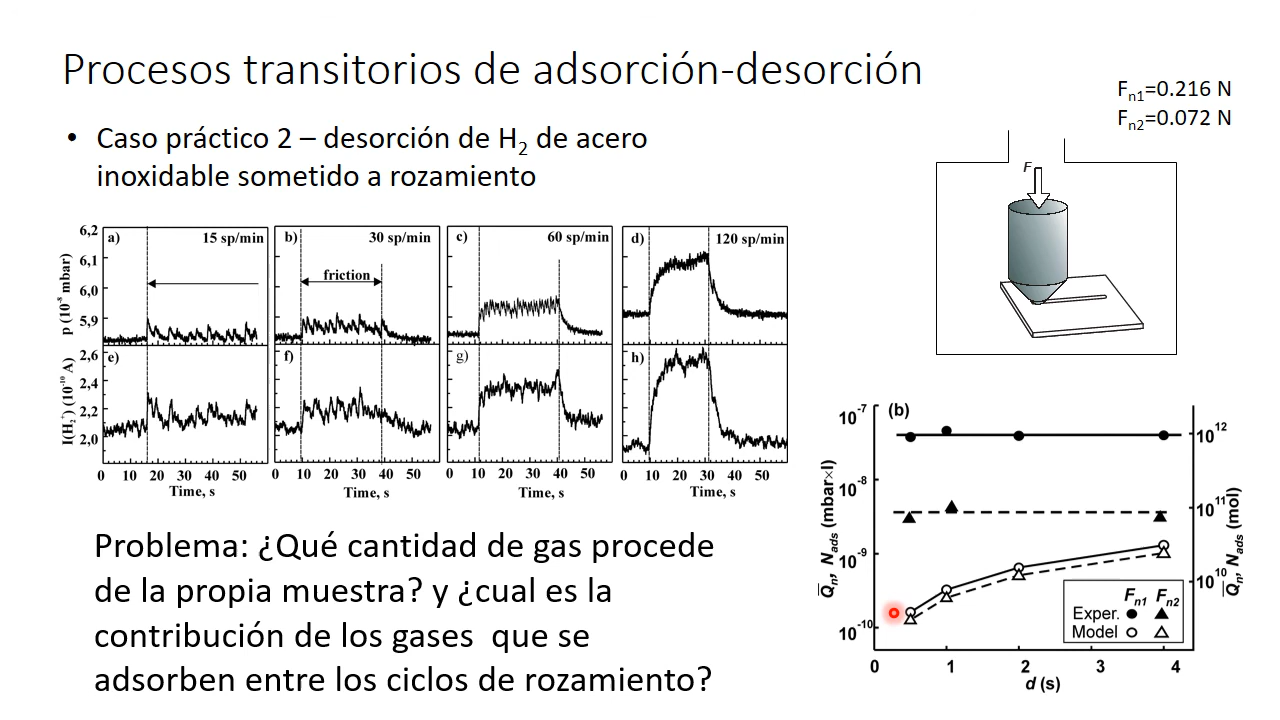 Procesos transitorios de adsorción-desorción
Fn1=0.216 N
Fn2=0.072 N
• Caso práctico 2 – desorción de H2 de acero
inoxidable sometido a rozamiento
F
6,2
6,1
6,0
5,9
p (10⁻⁸ mbar)
a)
15 sp/min
b)
30 sp/min
friction
c)
60 sp/min
d)
120 sp/min
2,6
2,4
2,2
2,0
I(H2⁺) (10⁻¹⁰ A)
e)
f)
g)
h)
0 10 20 30 40 50
0 10 20 30 40 50
0 10 20 30 40 50
0 10 20 30 40 50
Time, s
Time, s
Time, s
Time, s
Problema: ¿Qué cantidad de gas procede
de la propia muestra? y ¿cual es la
contribución de los gases que se
adsorben entre los ciclos de rozamiento?
(b)
10⁻⁷
10⁻⁸
10⁻⁹
10⁻¹⁰
Qn, Nads (mbar×l)
10¹²
10¹¹
10¹⁰
Qn, Nads (mol)
Fn1 Fn2
Exper.
Model
0 1 2 3 4
d (s)